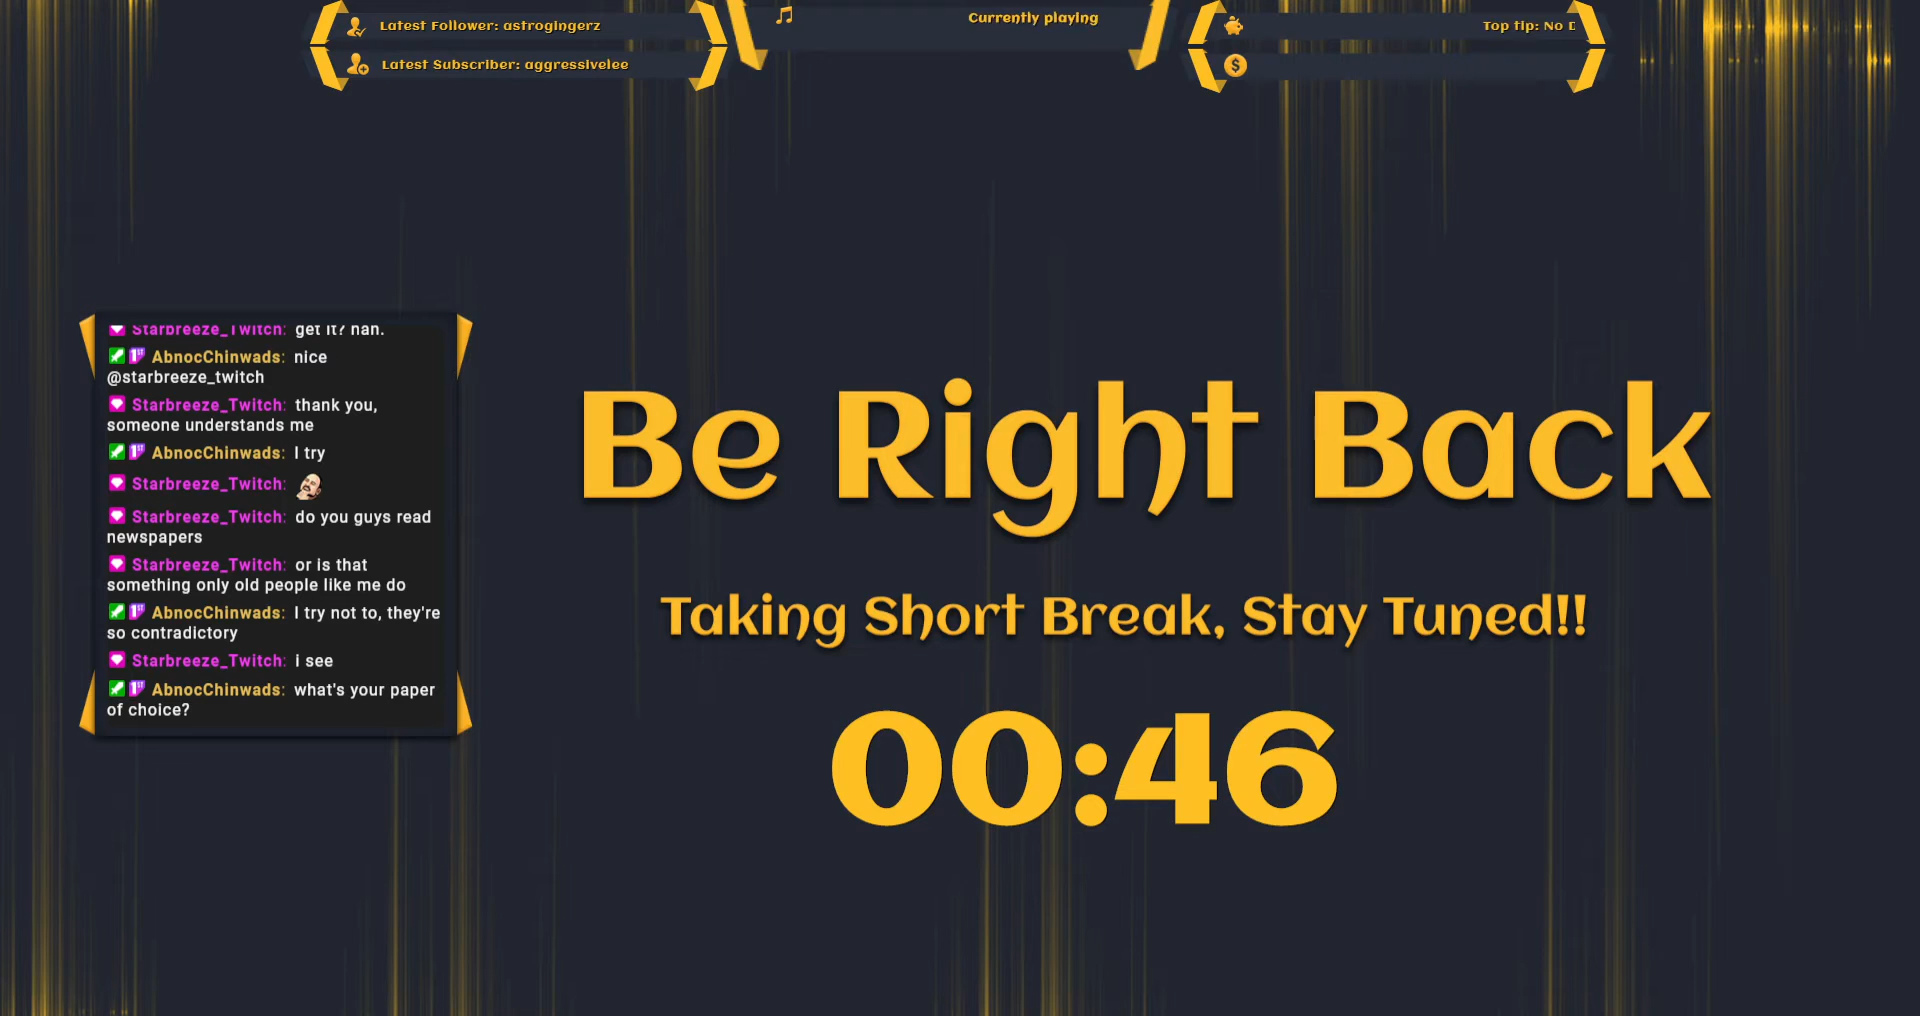 Latest Follower: astrogingerz
Latest Subscriber: aggressivelee
Currently playing
Top tip: No
Starbreeze_Twitch: get it? nah.
AbnocChinwads: nice
@starbreeze_twitch
Starbreeze_Twitch: thank you,
someone understands me
AbnocChinwads: I try
Starbreeze_Twitch:
Starbreeze_Twitch: do you guys read
newspapers
Starbreeze_Twitch: or is that
something only old people like me do
AbnocChinwads: I try not to, they're
so contradictory
Starbreeze_Twitch: i see
AbnocChinwads: what's your paper
of choice?
Be Right Back
Taking Short Break, Stay Tuned!!
00:46